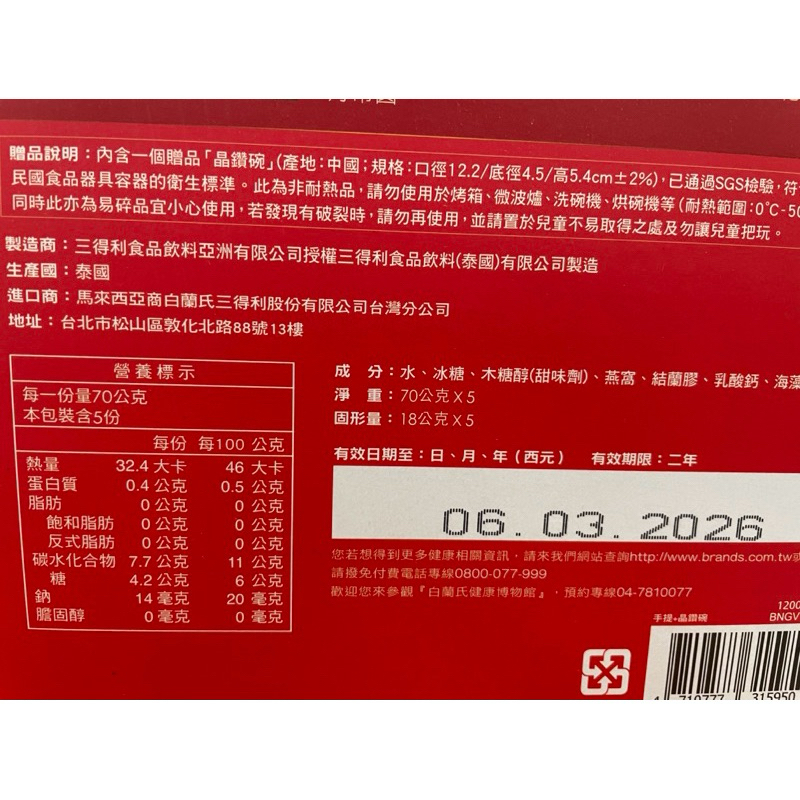 贈品說明：內含一個贈品「晶鑽碗」(產地:中國;規格:口徑12.2/底徑4.5/高5.4cm±2%)，已通過SGS檢驗，符
民國食品器具容器的衛生標準。此為非耐熱品，請勿使用於烤箱、微波爐、洗碗機、烘碗機等(耐熱範圍:0℃-50
同時此亦為易碎品宜小心使用，若發現有破裂時，請勿再使用，並請置於兒童不易取得之處及勿讓兒童把玩。
製造商：三得利食品飲料亞洲有限公司授權三得利食品飲料(泰國)有限公司製造
生產國：泰國
進口商：馬來西亞商白蘭氏三得利股份有限公司台灣分公司
地址：台北市松山區敦化北路88號13樓
營養標示
每一份量70公克
本包裝含5份
每份 每100 公克
熱量 32.4 大卡 46 大卡
蛋白質 0.4 公克 0.5 公克
脂肪 0 公克 0 公克
飽和脂肪 0 公克 0 公克
反式脂肪 0 公克 0 公克
碳水化合物 7.7 公克 11 公克
糖 4.2 公克 6 公克
鈉 14 毫克 20 毫克
膽固醇 0 毫克 0 毫克
成 分：水、冰糖、木糖醇(甜味劑)、燕窩、結蘭膠、乳酸鈣、海藻
淨 重：70公克 X 5
固形量：18公克 X 5
有效日期至：日、月、年（西元） 有效期限：二年
06. 03. 2026
您若想得到更多健康相關資訊，請來我們網站查詢http://www.brands.com.tw或
請撥免付費電話專線0800-077-999
歡迎您來參觀『白蘭氏健康博物館』，預約專線04-7810077
1200
手提+晶鑽碗 BNGV
4 710777 315950